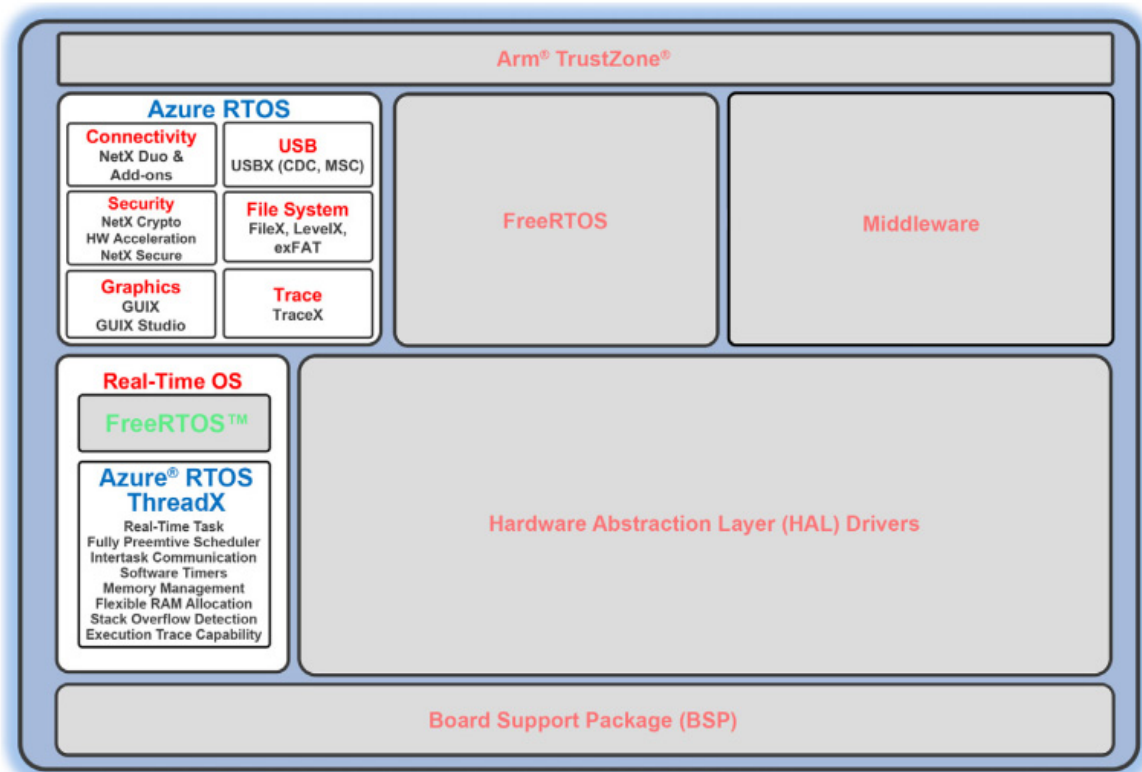 Arm® TrustZone®
Azure RTOS
Connectivity
NetX Duo &
Add-ons
USB
USBX (CDC, MSC)
Security
NetX Crypto
HW Acceleration
NetX Secure
File System
FileX, LevelX,
exFAT
Graphics
GUIX
GUIX Studio
Trace
TraceX
FreeRTOS
Middleware
Real-Time OS
FreeRTOS™
Azure® RTOS
ThreadX
Real-Time Task
Fully Preemtive Scheduler
Intertask Communication
Software Timers
Memory Management
Flexible RAM Allocation
Stack Overflow Detection
Execution Trace Capability
Hardware Abstraction Layer (HAL) Drivers
Board Support Package (BSP)